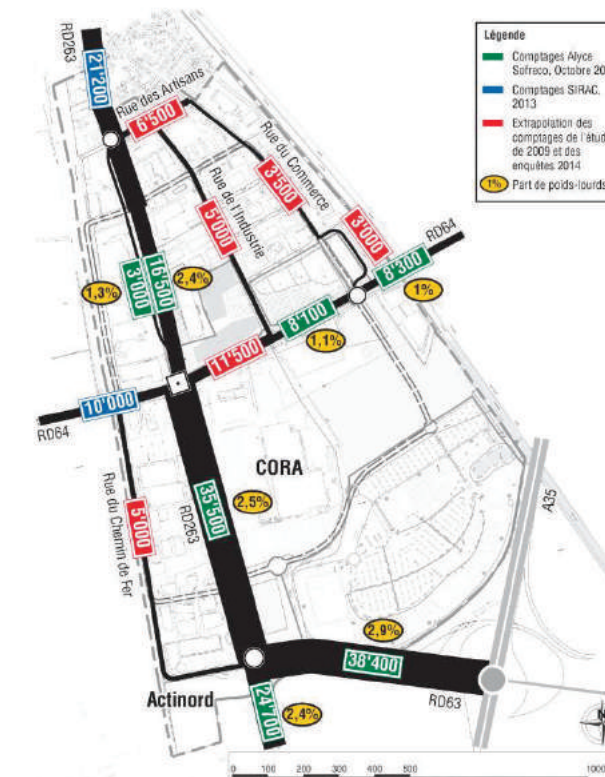 RD263
21'200
Rue des Artisans
6'500
Rue du Commerce
3'500
Rue de l'Industrie
5'000
3'000
RD64
8'300
1%
1,3%
3'000
16'500
2,4%
8'100
1,1%
11'500
10'000
RD64
CORA
35'500
2,5%
RD263
5'000
Rue du Chemin de Fer
A35
2,9%
38'400
RD63
Actinord
24'700
2,4%
Légende
Comptages Alyce
Sofreco, Octobre 20
Comptages SIRAC,
2013
Extrapolation des
comptages de l'étud
de 2009 et des
enquêtes 2014
1% Part de poids-lourds
N
0 100 200 300 400 500 1000